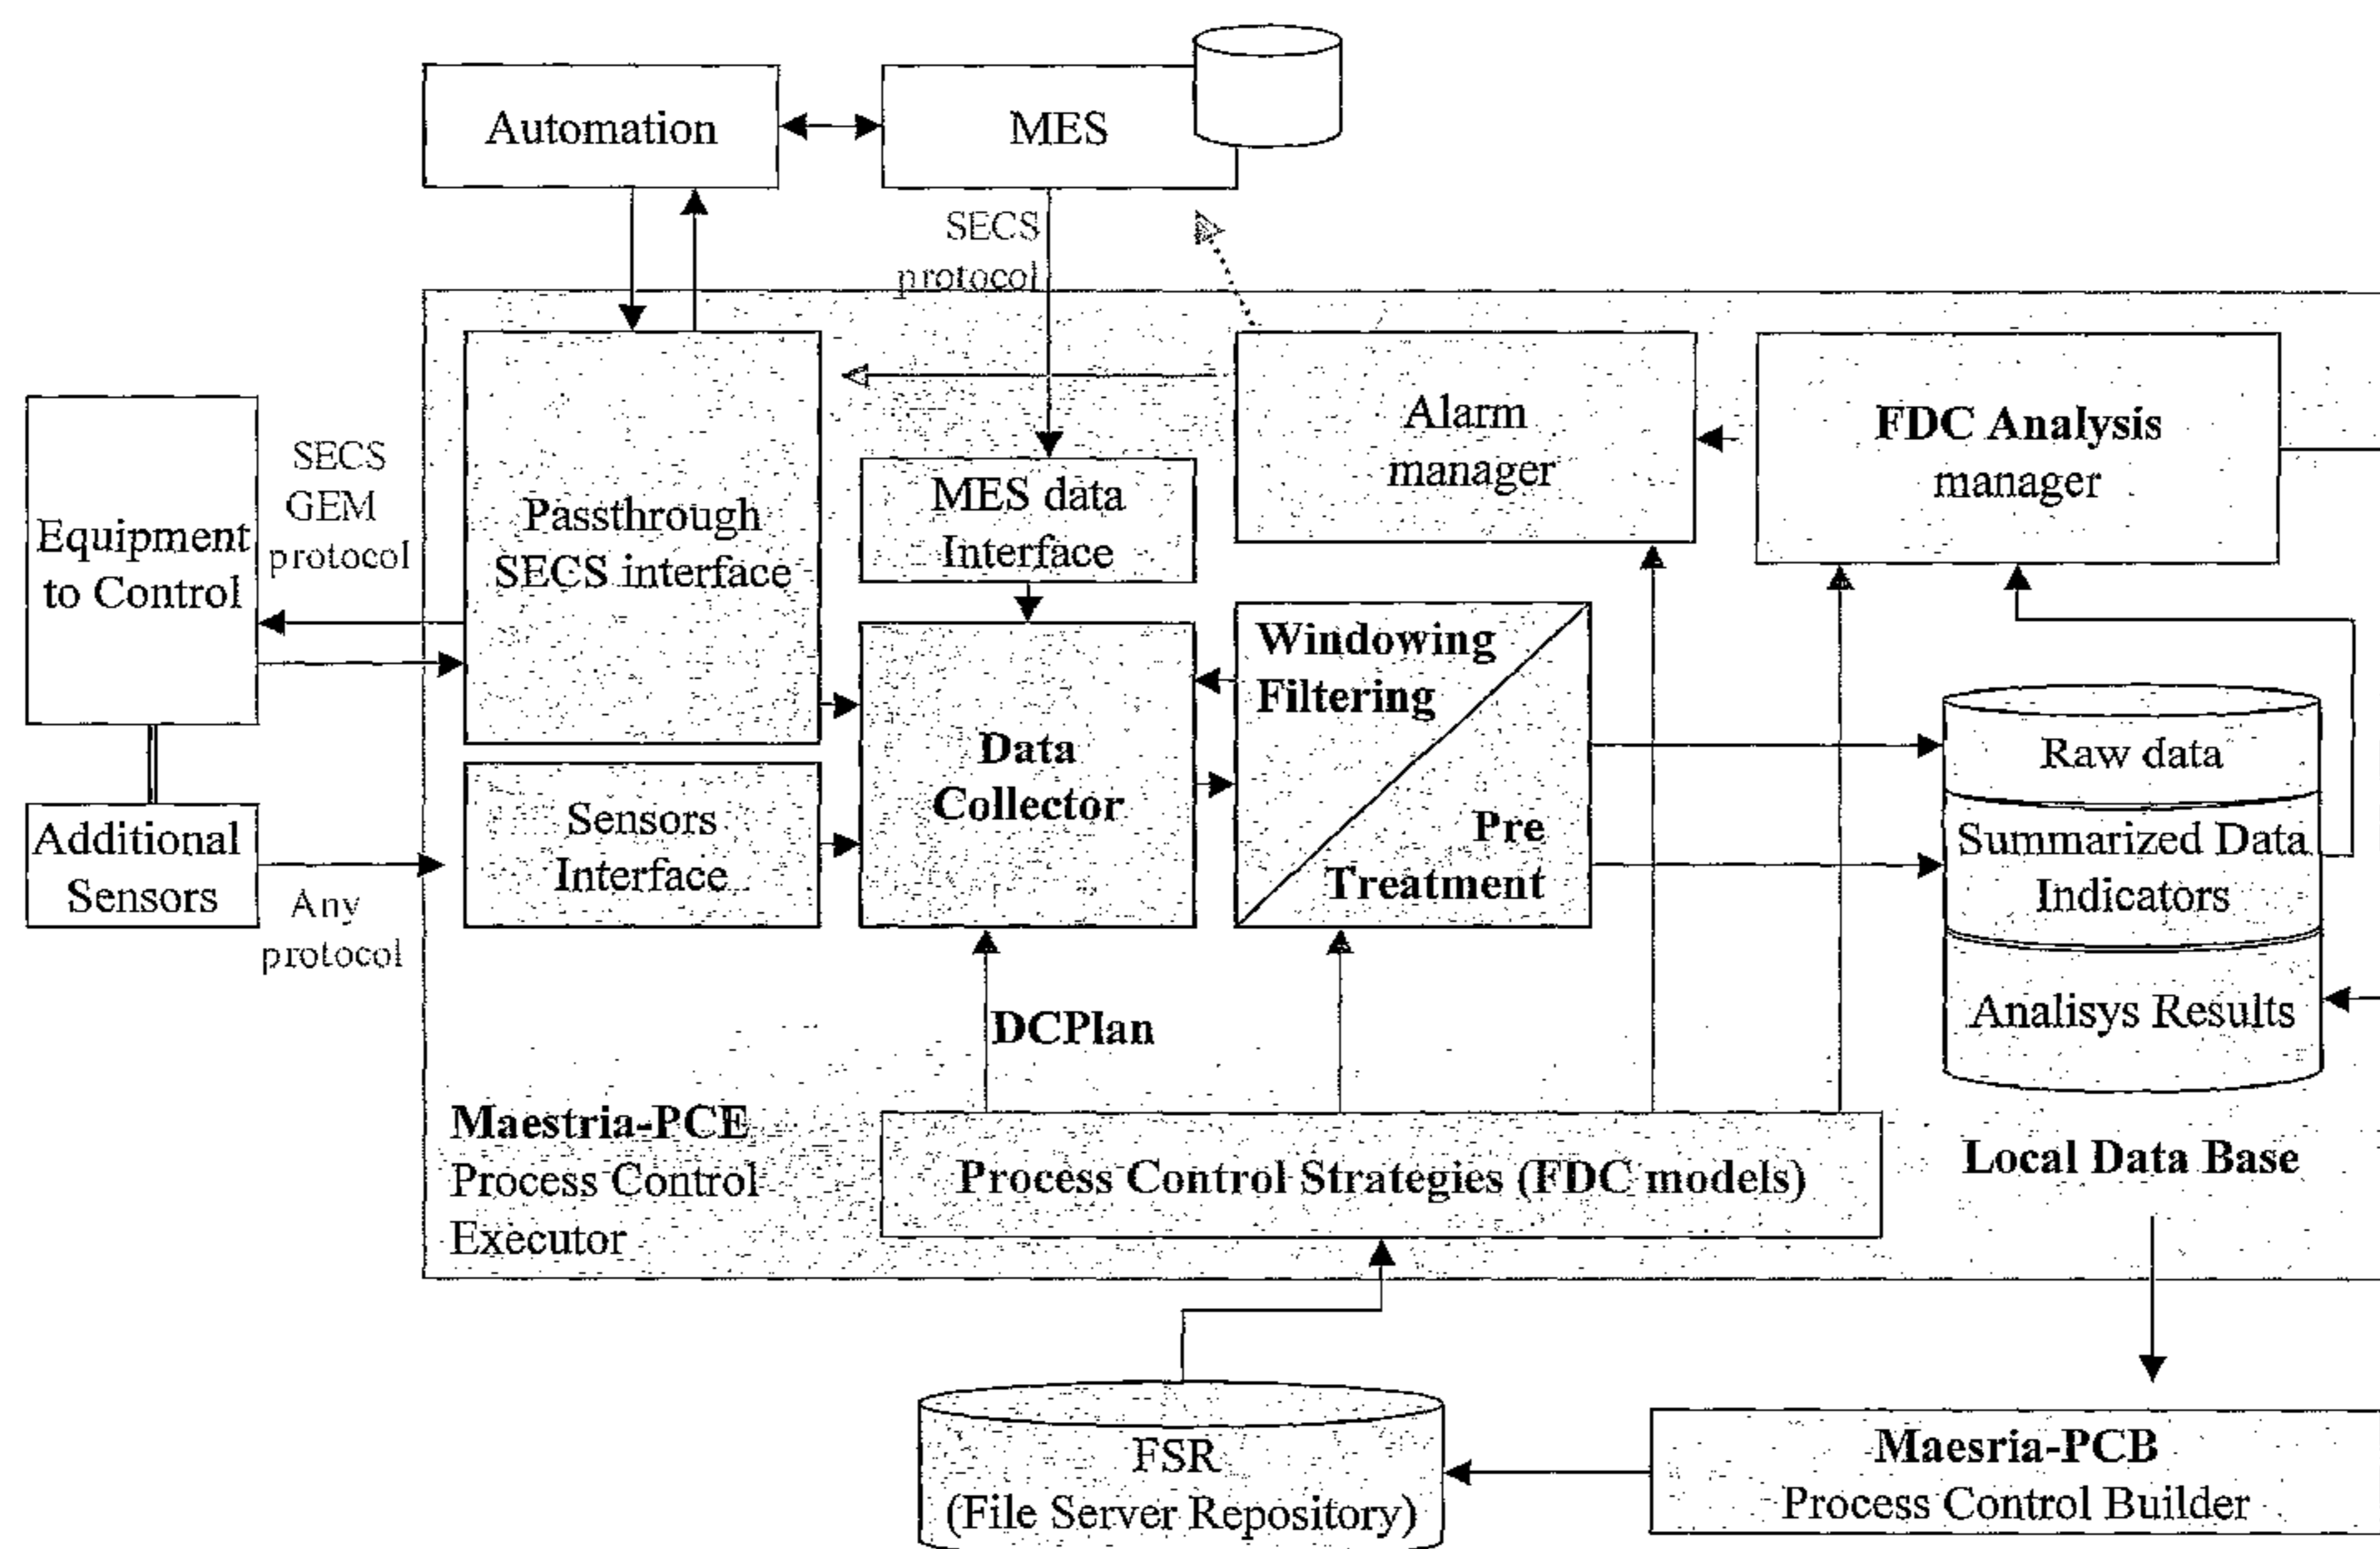 Automation
MES
SECS
protocol
Equipment
to Control
SECS
GEM
protocol
Passthrough
SECS interface
MES data
Interface
Alarm
manager
FDC Analysis
manager
Windowing
Filtering
Pre
Treatment
Data
Collector
Sensors
Interface
Additional
Sensors
Any
protocol
Raw data
Summarized Data
Indicators
Analisys Results
DCPlan
Maestria-PCE
Process Control
Executor
Process Control Strategies (FDC models)
Local Data Base
FSR
(File Server Repository)
Maesria-PCB
Process Control Builder